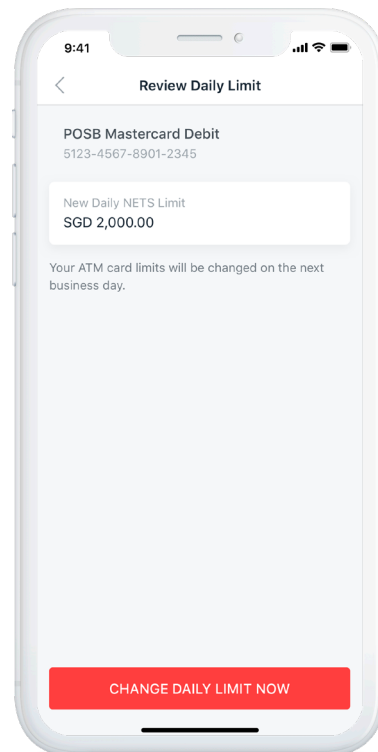 9:41
Review Daily Limit
POSB Mastercard Debit
5123-4567-8901-2345
New Daily NETS Limit
SGD 2,000.00
Your ATM card limits will be changed on the next
business day.
CHANGE DAILY LIMIT NOW